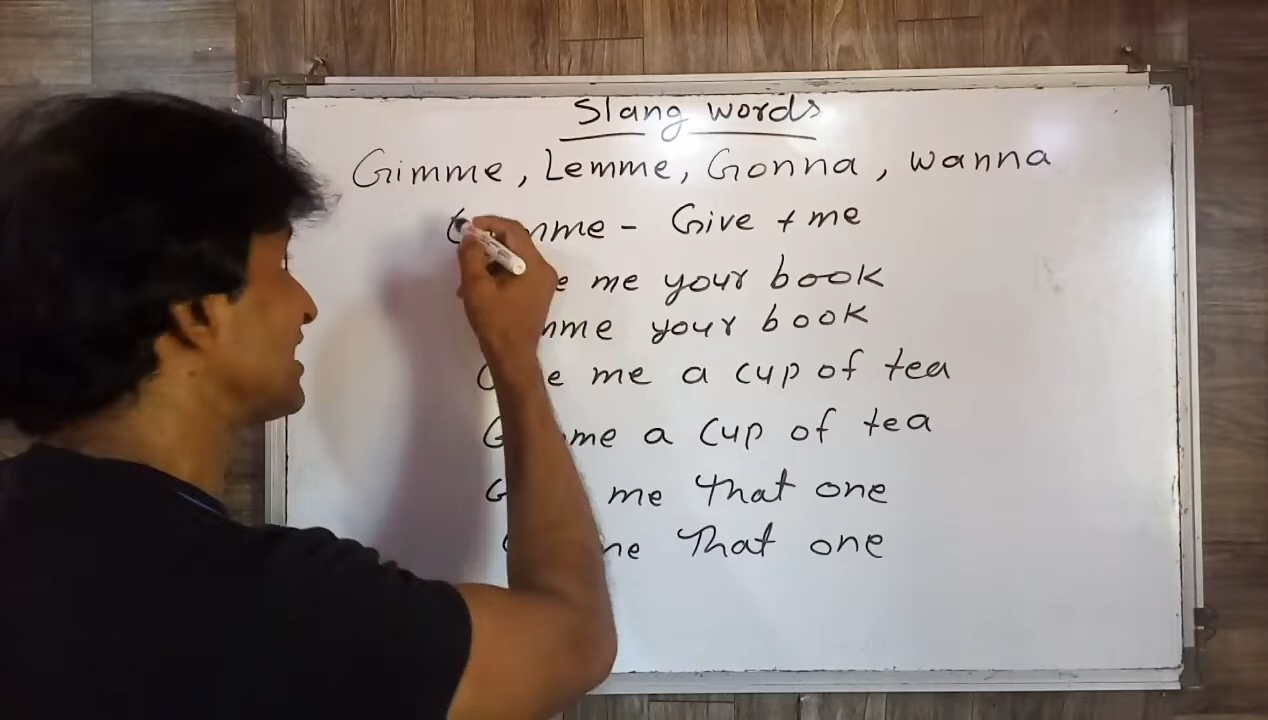 Slang words
Gimme, Lemme, Gonna, wanna
- Give + me
me your book
your book
me a cup of tea
a cup of tea
me That one
That one